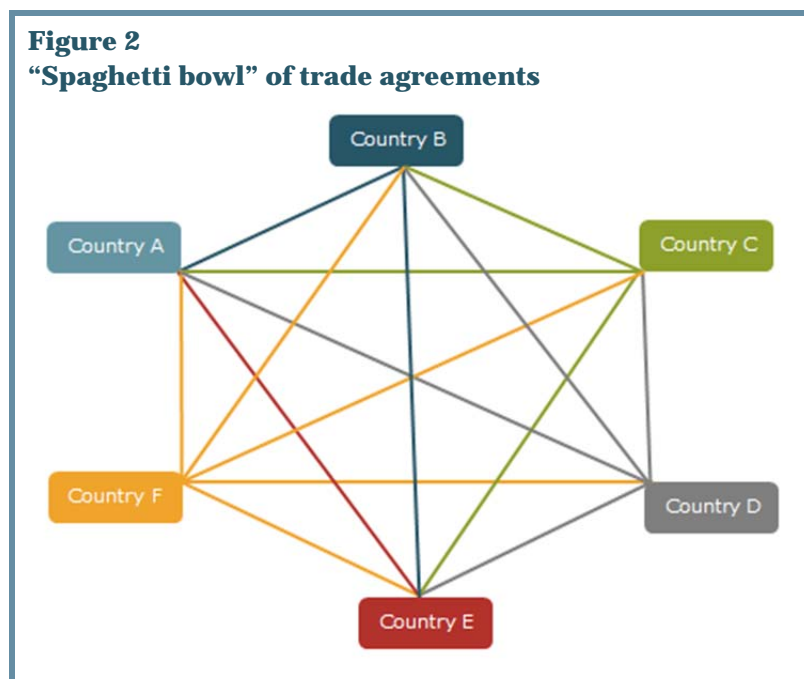 Figure 2
“Spaghetti bowl” of trade agreements
Country B
Country A
Country C
Country F
Country D
Country E